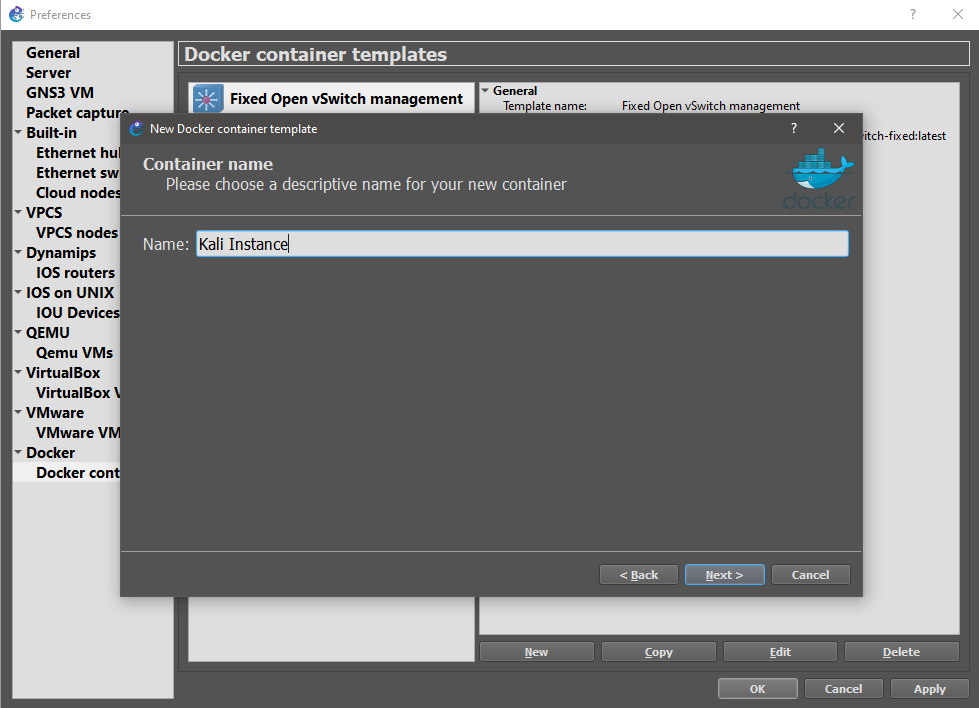 Preferences
?
General
Server
GNS3 VM
Packet capture
Built-in
Ethernet hu
Ethernet sw
Cloud nodes
VPCS
VPCS nodes
Dynamips
IOS routers
IOS on UNIX
IOU Devices
QEMU
Qemu VMs
VirtualBox
VirtualBox V
VMware
VMware VM
Docker
Docker cont
Docker container templates
Fixed Open vSwitch management
General
Template name: Fixed Open vSwitch management
itch-fixed:latest
New Docker container template
?
Container name
Please choose a descriptive name for your new container
docker
Name: Kali Instance
< Back
Next >
Cancel
New
Copy
Edit
Delete
OK
Cancel
Apply